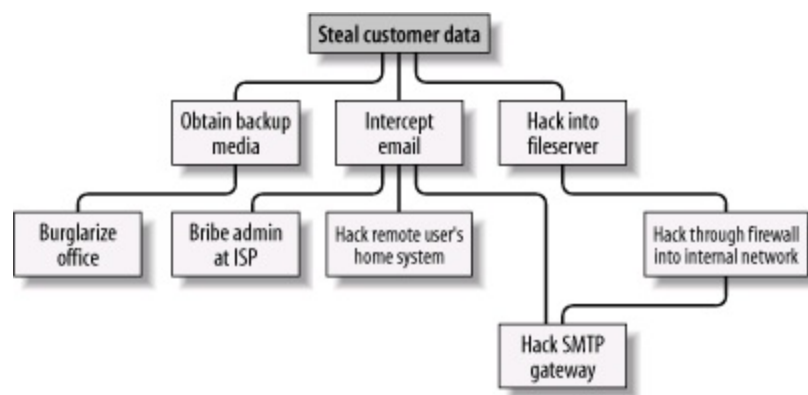 Steal customer data
Obtain backup
media
Intercept
email
Hack into
fileserver
Burglarize
office
Bribe admin
at ISP
Hack remote user's
home system
Hack through firewall
into internal network
Hack SMTP
gateway